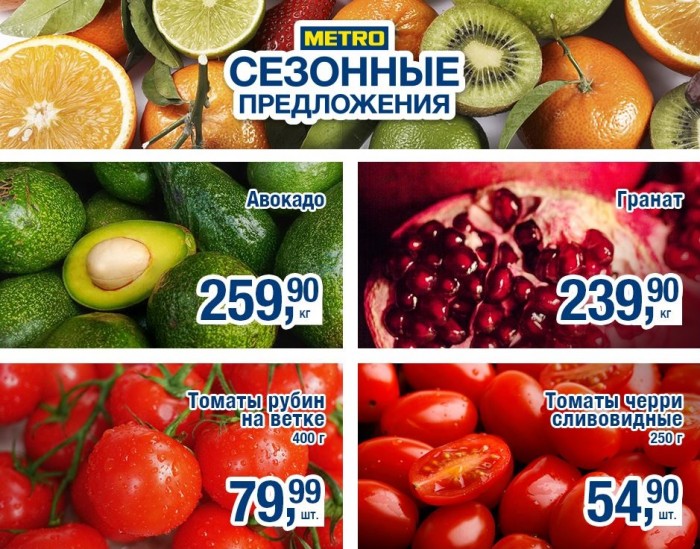 METRO
СЕЗОННЫЕ
ПРЕДЛОЖЕНИЯ
Авокадо
259,90
кг
Гранат
239,90
кг
Томаты рубин
на ветке
400 г
79,99
шт.
Томаты черри
сливовидные
250 г
54,90
шт.